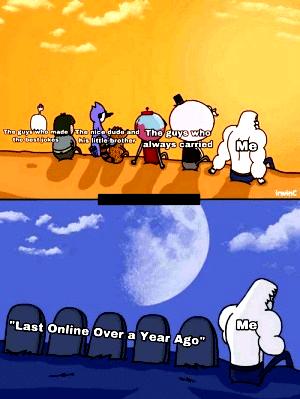 The guys who made
the best jokes
The nice dude and
his little brother
The guys who
always carried
Me
"Last Online Over a Year Ago"
Me